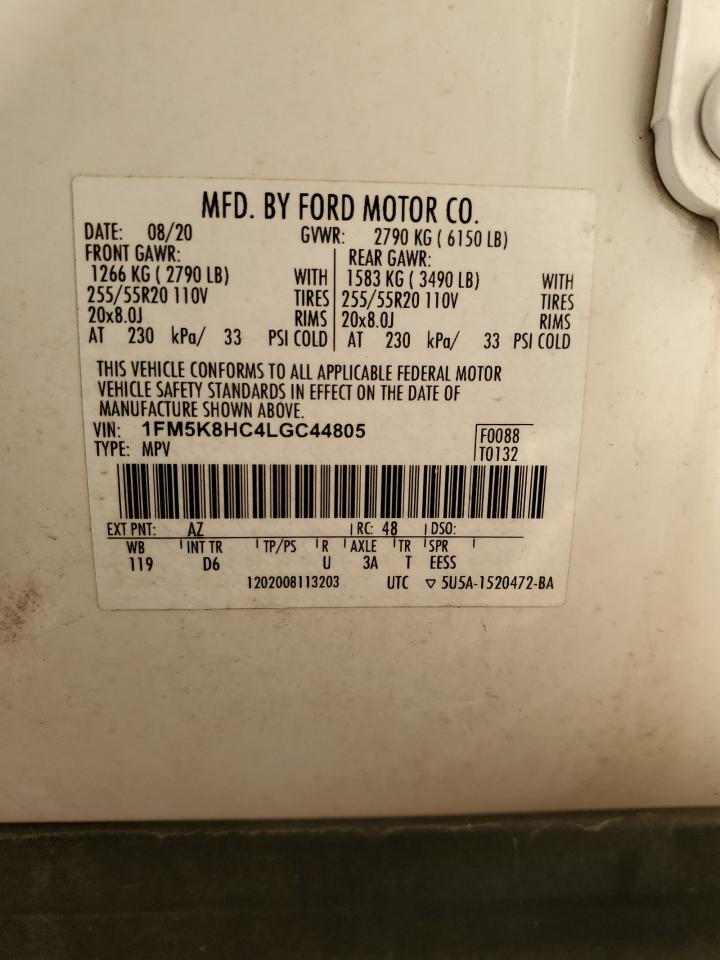 MFD. BY FORD MOTOR CO.
DATE: 08/20 GVWR: 2790 KG ( 6150 LB)
FRONT GAWR: REAR GAWR:
1266 KG ( 2790 LB) WITH 1583 KG ( 3490 LB) WITH
255/55R20 110V TIRES 255/55R20 110V TIRES
20x8.0J RIMS 20x8.0J RIMS
AT 230 kPa/ 33 PSI COLD AT 230 kPa/ 33 PSI COLD
THIS VEHICLE CONFORMS TO ALL APPLICABLE FEDERAL MOTOR
VEHICLE SAFETY STANDARDS IN EFFECT ON THE DATE OF
MANUFACTURE SHOWN ABOVE.
VIN: 1FM5K8HC4LGC44805 F0088
TYPE: MPV T0132
EXT PNT: AZ RC: 48 DSO:
WB INT TR TP/PS R AXLE TR SPR
119 D6 U 3A T EESS
1202008113203 UTC ▽ 5U5A-1520472-BA